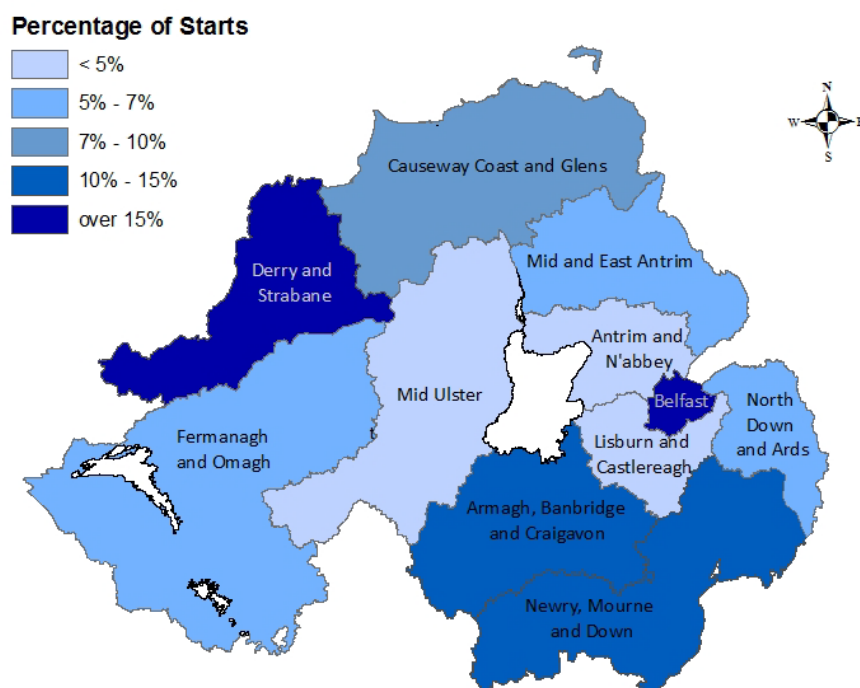 Percentage of Starts
< 5%
5% - 7%
7% - 10%
10% - 15%
over 15%
N
W
E
S
Causeway Coast and Glens
Derry and
Strabane
Mid and East Antrim
Antrim and
N'abbey
Mid Ulster
Belfast
North
Down
and Ards
Fermanagh
and Omagh
Lisburn and
Castlereagh
Armagh, Banbridge
and Craigavon
Newry, Mourne
and Down